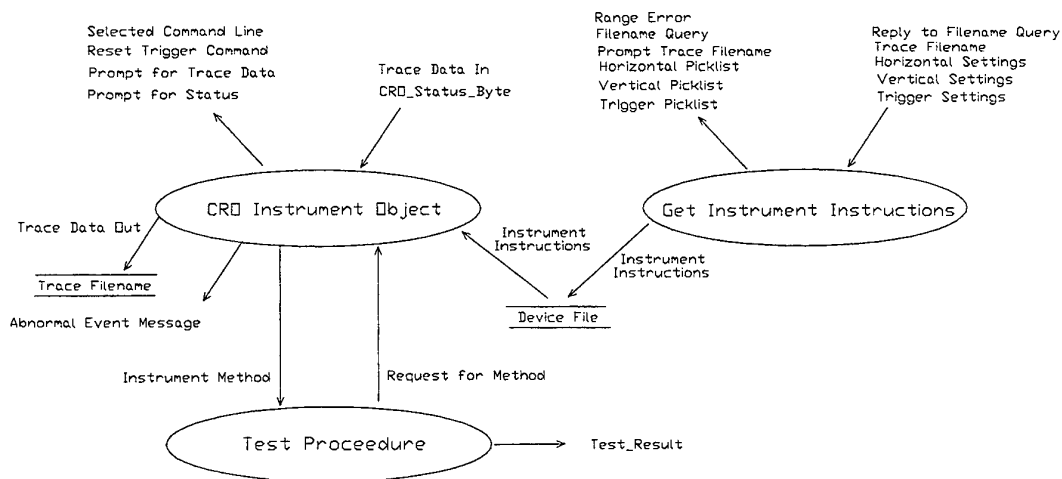 Selected Command Line
Reset Trigger Command
Prompt for Trace Data
Prompt for Status
Trace Data In
CRO_Status_Byte
Range Error
Filename Query
Prompt Trace Filename
Horizontal Picklist
Vertical Picklist
Trigger Picklist
Reply to Filename Query
Trace Filename
Horizontal Settings
Vertical Settings
Trigger Settings
CRO Instrument Object
Get Instrument Instructions
Trace Data Out
Instrument
Instructions
Instrument
Instructions
Trace Filename
Device File
Abnormal Event Message
Instrument Method
Request for Method
Test Proceedure
Test_Result